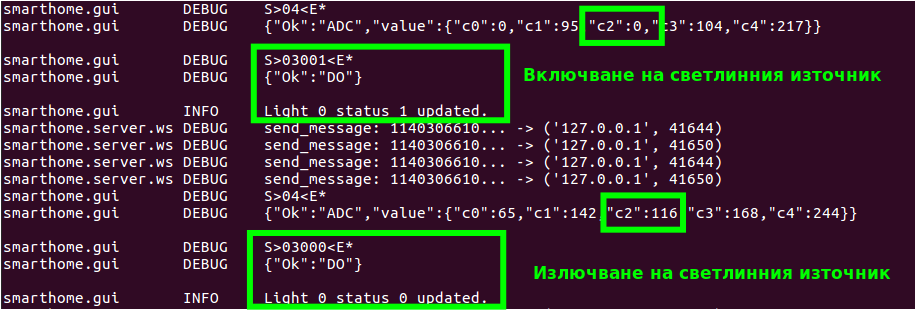 smarthome.gui DEBUG S>04<E*
smarthome.gui DEBUG {"Ok":"ADC","value":{"c0":0,"c1":95,"c2":0,"c3":104,"c4":217}}
smarthome.gui DEBUG S>03001<E*
smarthome.gui DEBUG {"Ok":"DO"}
Включване на светлинния източник
smarthome.gui INFO Light 0 status 1 updated.
smarthome.server.ws DEBUG send_message: 1140306610... -> ('127.0.0.1', 41644)
smarthome.server.ws DEBUG send_message: 1140306610... -> ('127.0.0.1', 41650)
smarthome.server.ws DEBUG send_message: 1140306610... -> ('127.0.0.1', 41644)
smarthome.server.ws DEBUG send_message: 1140306610... -> ('127.0.0.1', 41650)
smarthome.gui DEBUG S>04<E*
smarthome.gui DEBUG {"Ok":"ADC","value":{"c0":65,"c1":142,"c2":116,"c3":168,"c4":244}}
smarthome.gui DEBUG S>03000<E*
smarthome.gui DEBUG {"Ok":"DO"}
Излючване на светлинния източник
smarthome.gui INFO Light 0 status 0 updated.